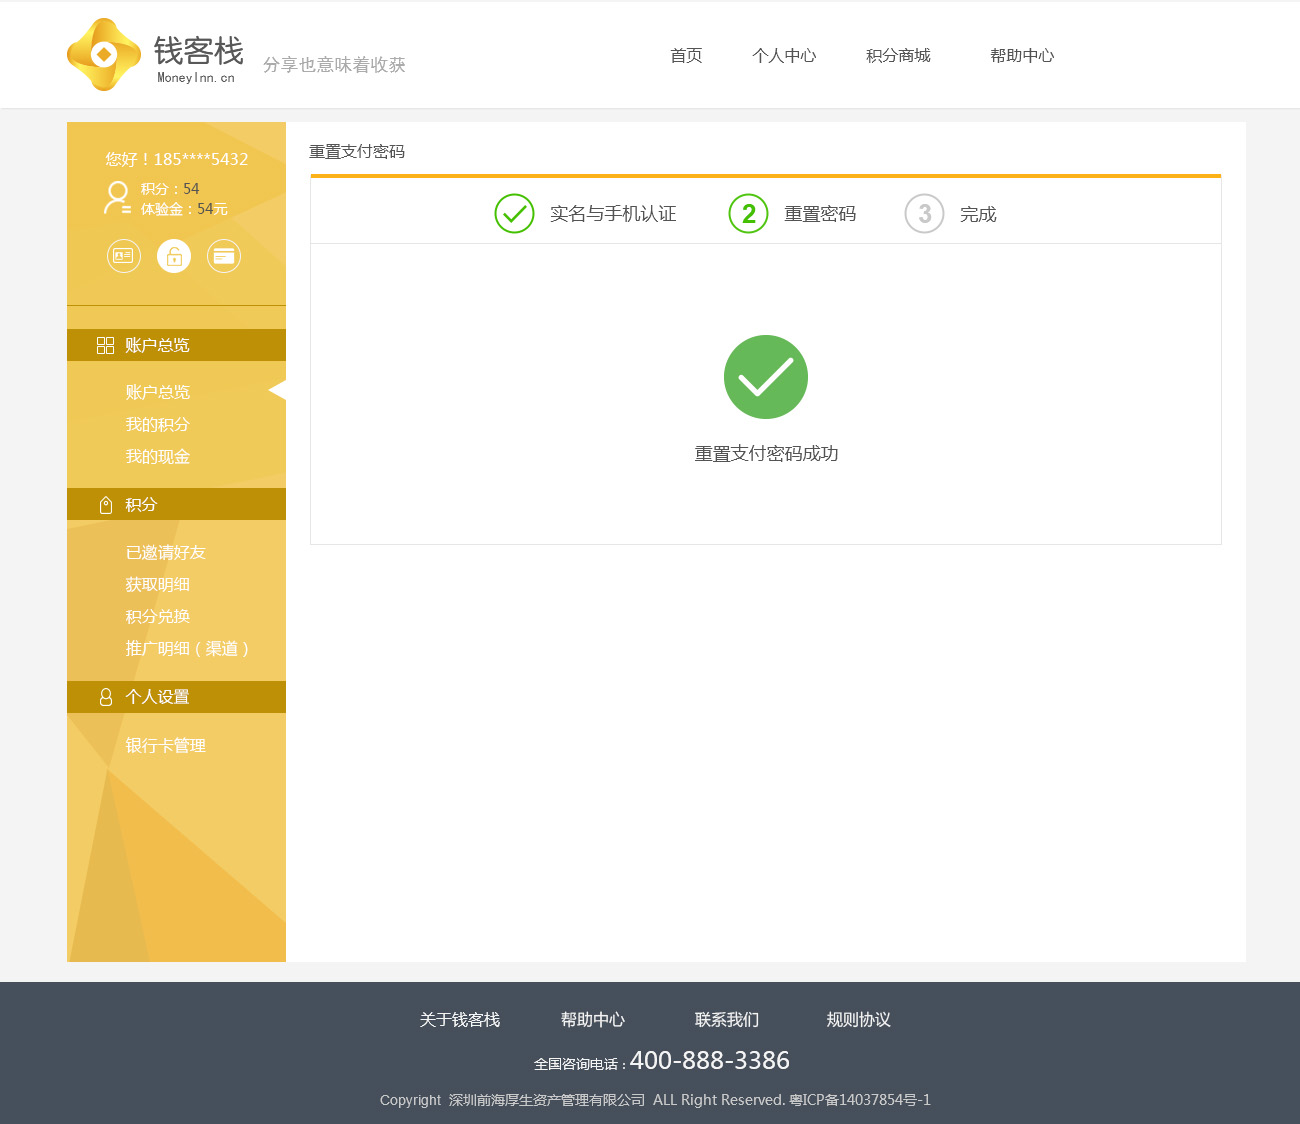 钱客栈
MoneyInn.cn
分享也意味着收获
首页 个人中心 积分商城 帮助中心
您好！185****5432
积分：54
体验金：54元
账户总览
账户总览
我的积分
我的现金
积分
已邀请好友
获取明细
积分兑换
推广明细（渠道）
个人设置
银行卡管理
重置支付密码
实名与手机认证 2 重置密码 3 完成
重置支付密码成功
关于钱客栈 帮助中心 联系我们 规则协议
全国咨询电话：400-888-3386
Copyright 深圳前海厚生资产管理有限公司 ALL Right Reserved. 粤ICP备14037854号-1